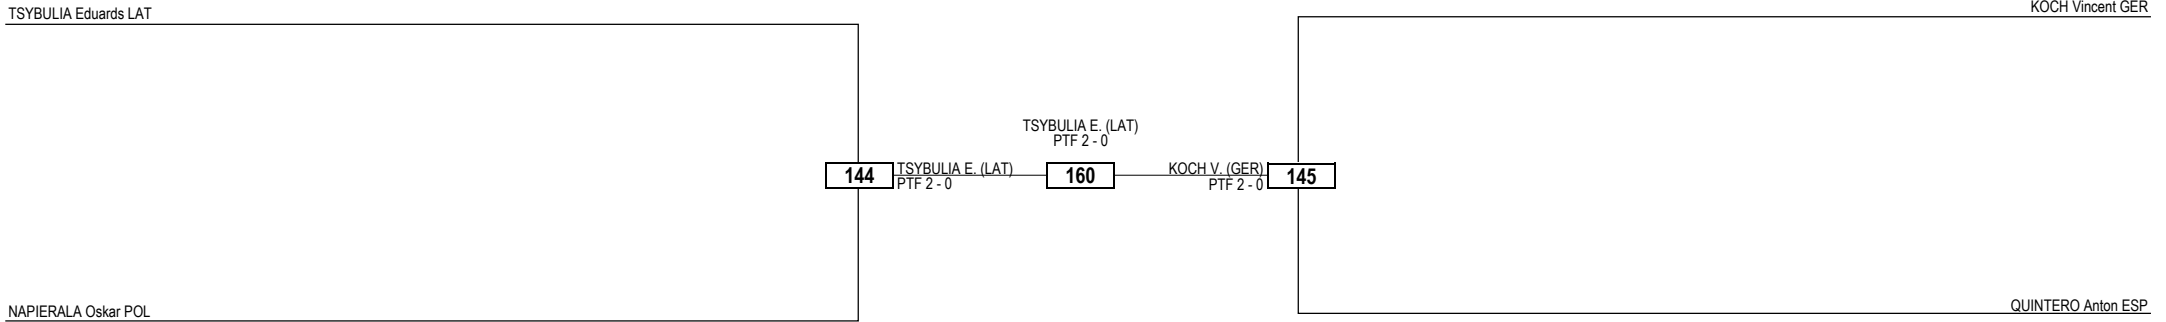 TSYBULIA Eduards LAT
KOCH Vincent GER
TSYBULIA E. (LAT)
PTF 2 - 0
144
TSYBULIA E. (LAT)
PTF 2 - 0
160
KOCH V. (GER)
PTF 2 - 0
145
NAPIERALA Oskar POL
QUINTERO Anton ESP